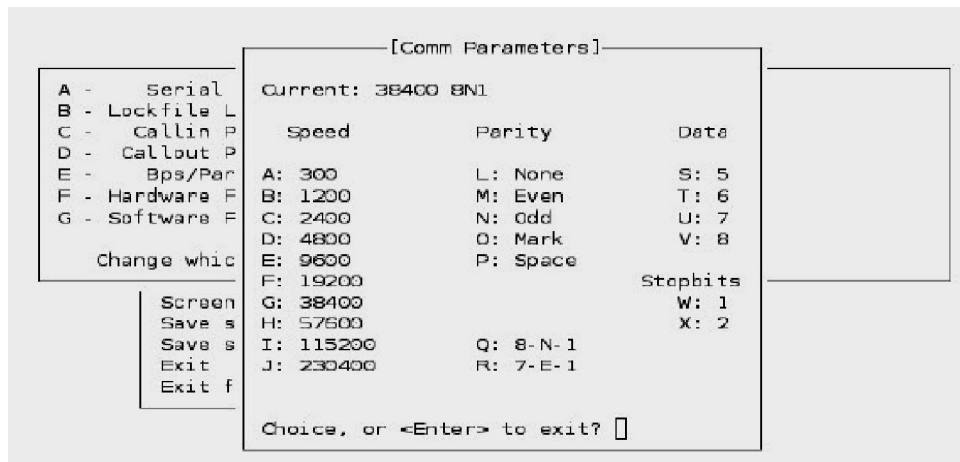 [Comm Parameters]
A -    Serial
B - Lockfile L
C -   Callin P
D -  Callout P
E -    Bps/Par
F - Hardware F
G - Software F
Change whic
Screen
Save s
Save s
Exit
Exit f
Current: 38400 8N1
Speed Parity Data
A: 300 L: None S: 5
B: 1200 M: Even T: 6
C: 2400 N: Odd U: 7
D: 4800 O: Mark V: 8
E: 9600 P: Space
F: 19200 Stopbits
G: 38400 W: 1
H: 57600 X: 2
I: 115200 Q: 8-N-1
J: 230400 R: 7-E-1
Choice, or <Enter> to exit?